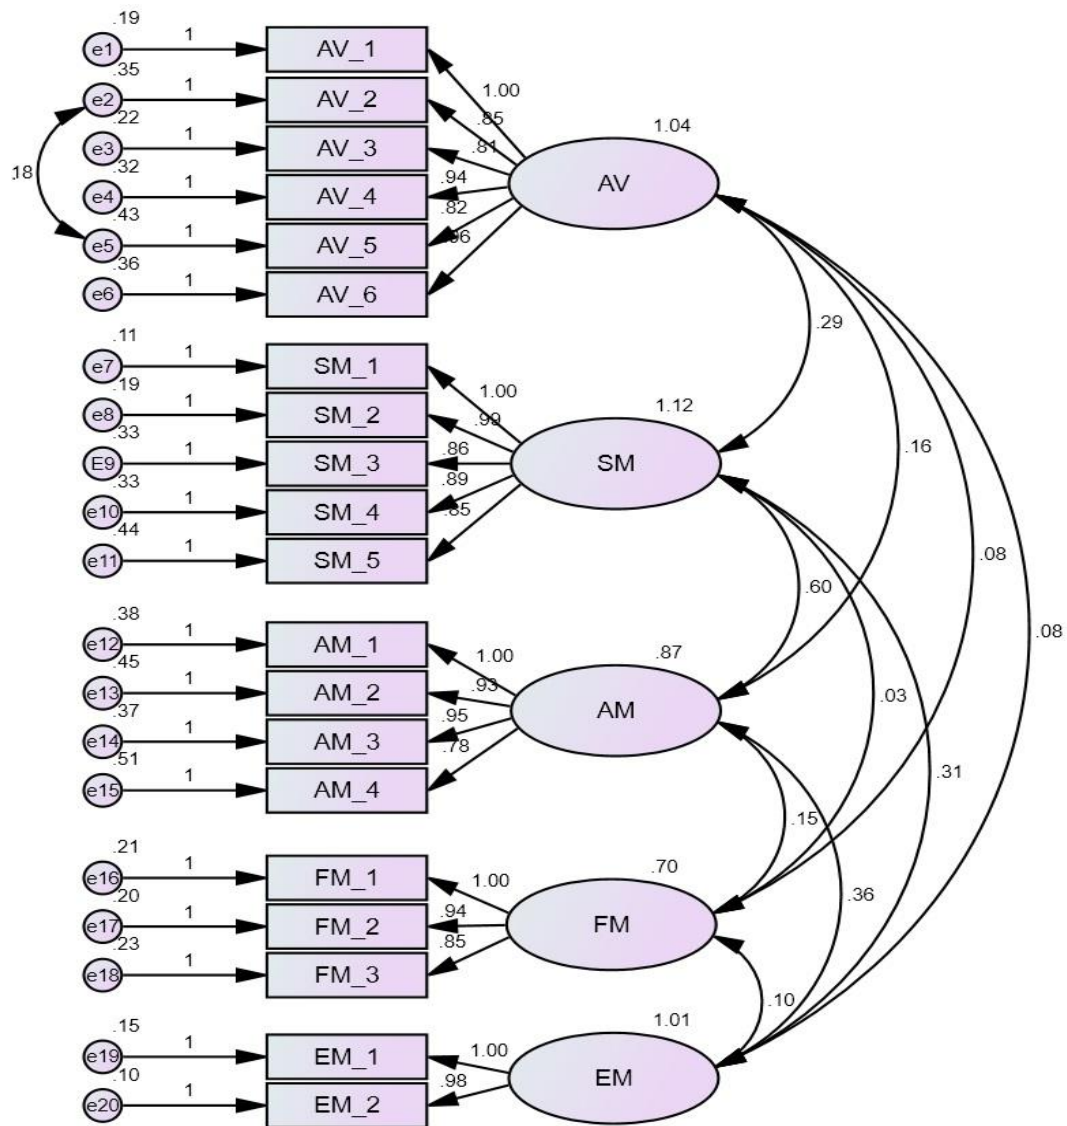 .19
e1 1 AV_1
.35
e2 1 AV_2
.22
e3 1 AV_3
.32
e4 1 AV_4
.43
e5 1 AV_5
.36
e6 1 AV_6
.18
1.00
.85
.81
.94
.82
.96
1.04
AV
.11
e7 1 SM_1
.19
e8 1 SM_2
.33
E9 1 SM_3
.33
e10 1 SM_4
.44
e11 1 SM_5
1.00
.99
.86
.89
.85
1.12
SM
.38
e12 1 AM_1
.45
e13 1 AM_2
.37
e14 1 AM_3
.51
e15 1 AM_4
1.00
.93
.95
.78
.87
AM
.21
e16 1 FM_1
.20
e17 1 FM_2
.23
e18 1 FM_3
1.00
.94
.85
.70
FM
.15
e19 1 EM_1
.10
e20 1 EM_2
1.00
.98
1.01
EM
.29
.16
.08
.08
.60
.03
.31
.15
.36
.10